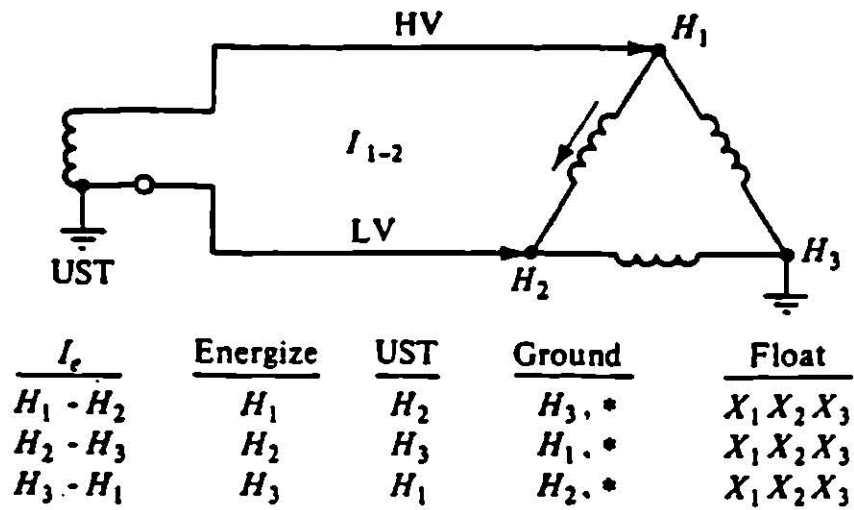 HV
H₁
I₁₋₂
LV
UST
H₂
H₃
Iₑ Energize UST Ground Float
H₁ - H₂ H₁ H₂ H₃, * X₁ X₂ X₃
H₂ - H₃ H₂ H₃ H₁, * X₁ X₂ X₃
H₃ - H₁ H₃ H₁ H₂, * X₁ X₂ X₃